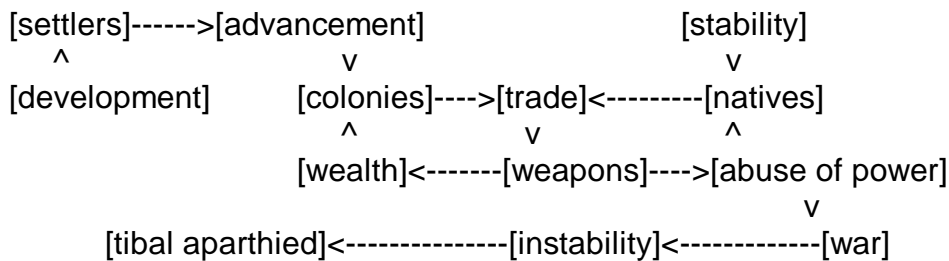 [settlers]------>[advancement] [stability]
^ v v
[development] [colonies]---->[trade]<---------[natives]
^ v ^
[wealth]<-------[weapons]---->[abuse of power]
v
[tibal aparthied]<---------------[instability]<-------------[war]